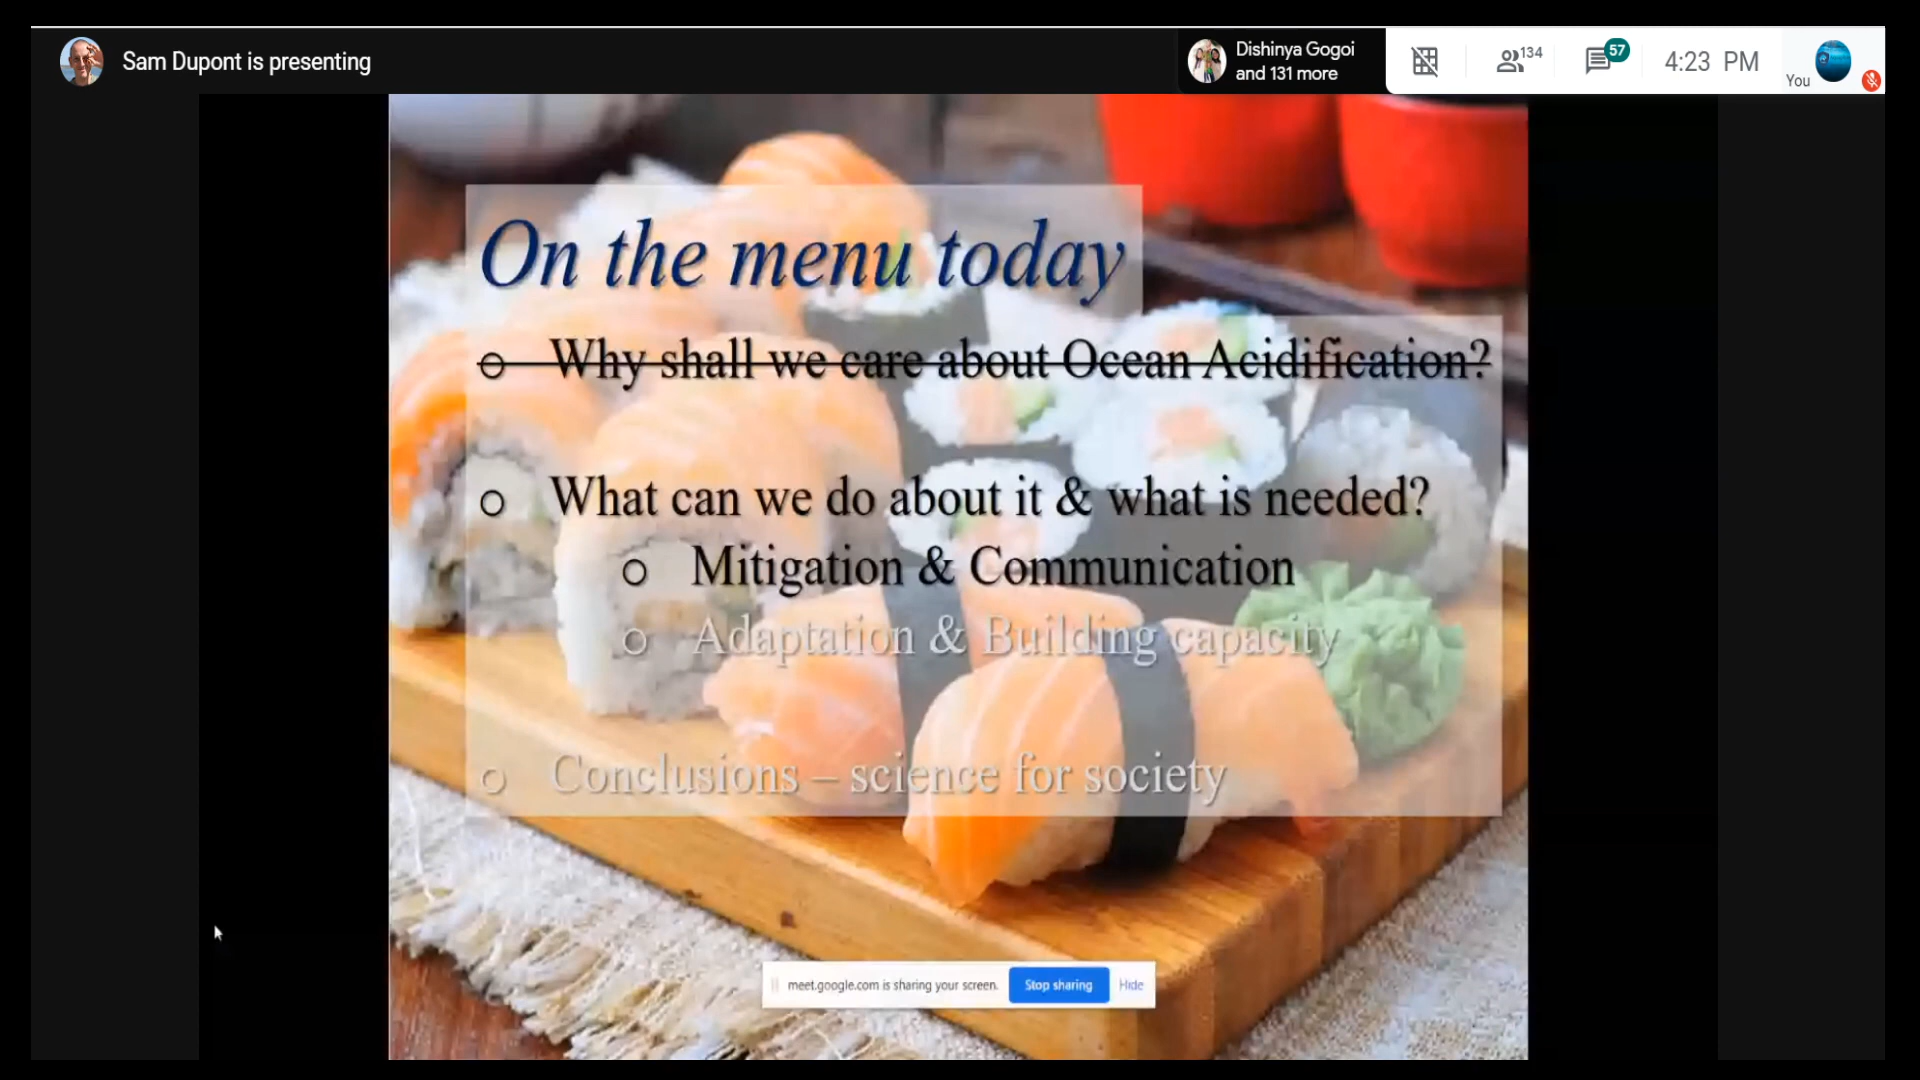 Sam Dupont is presenting
Dishinya Gogoi
and 131 more
134
57
4:23 PM
You
On the menu today
o Why shall we care about Ocean Acidification?
o What can we do about it & what is needed?
o Mitigation & Communication
o Adaptation & Building capacity
o Conclusions – science for society
meet.google.com is sharing your screen. Stop sharing Hide